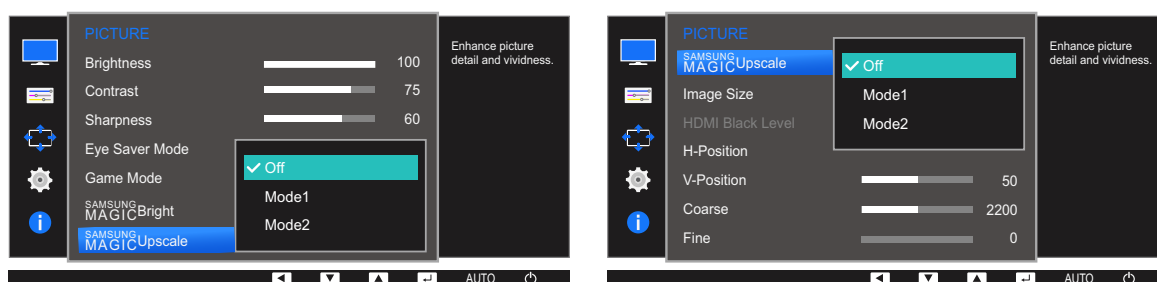 PICTURE
Brightness 100
Contrast 75
Sharpness 60
Eye Saver Mode
Game Mode
SAMSUNG MAGIC Bright
SAMSUNG MAGIC Upscale
Off
Mode1
Mode2
Enhance picture
detail and vividness.
AUTO
PICTURE
SAMSUNG MAGIC Upscale
Image Size
HDMI Black Level
H-Position
V-Position 50
Coarse 2200
Fine 0
Off
Mode1
Mode2
Enhance picture
detail and vividness.
AUTO